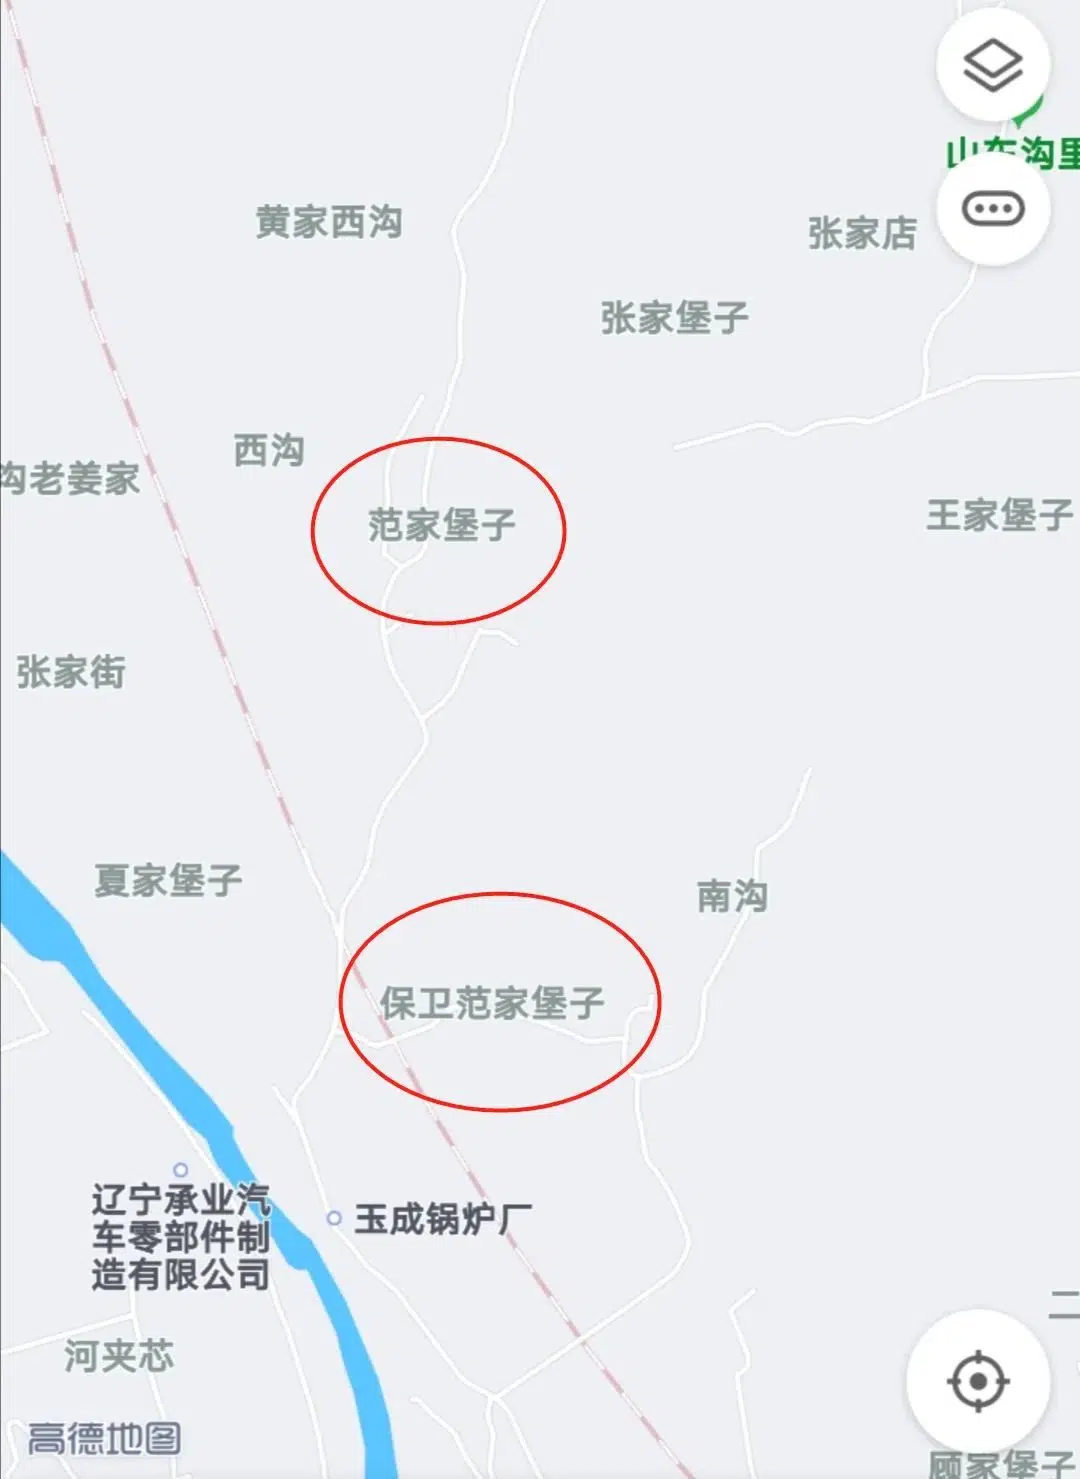 山东沟里
黄家西沟
张家店
张家堡子
西沟
沟老姜家
范家堡子
王家堡子
张家街
夏家堡子
南沟
保卫范家堡子
辽宁承业汽
车零部件制
造有限公司
玉成锅炉厂
二
河夹芯
高德地图
顾家堡子